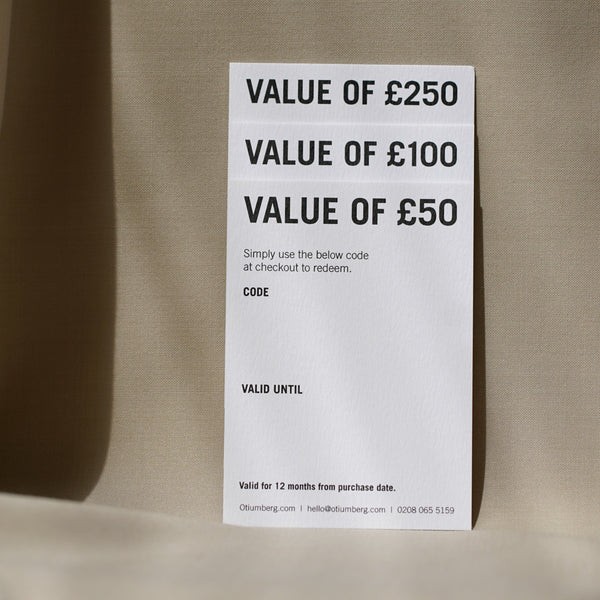 VALUE OF £250
VALUE OF £100
VALUE OF £50
Simply use the below code
at checkout to redeem.
CODE
VALID UNTIL
Valid for 12 months from purchase date.
Otiumberg.com | hello@otiumberg.com | 0208 065 5159